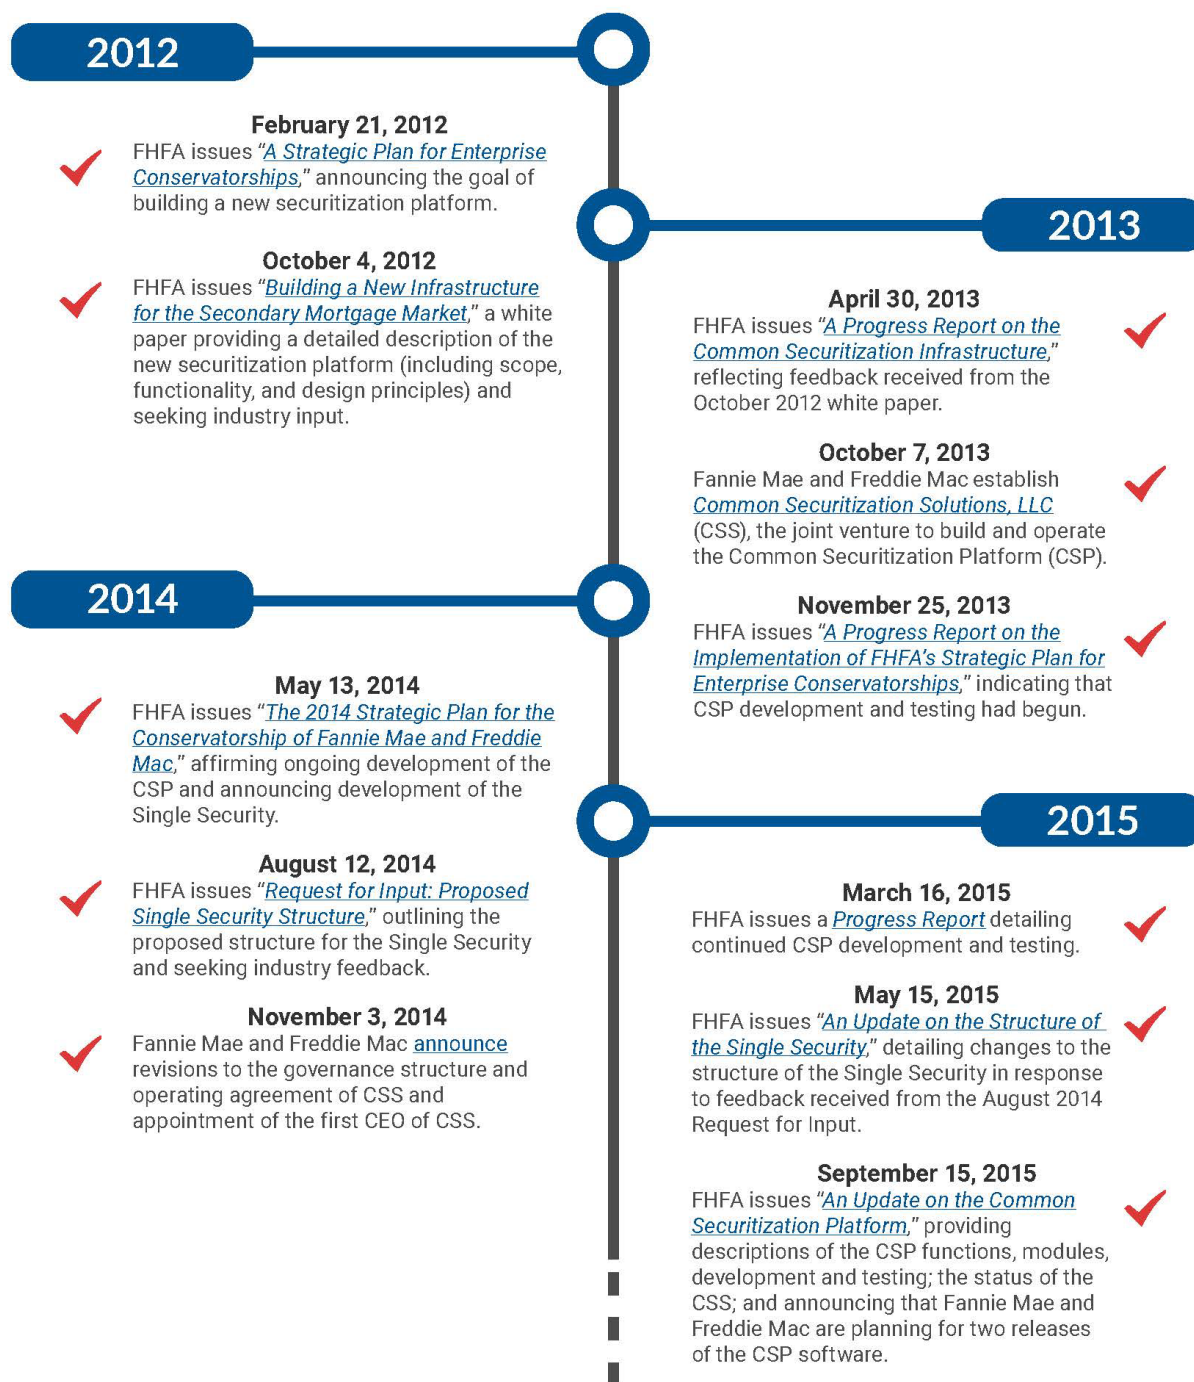 2012
February 21, 2012
FHFA issues “A Strategic Plan for Enterprise
Conservatorships,” announcing the goal of
building a new securitization platform.
October 4, 2012
FHFA issues “Building a New Infrastructure
for the Secondary Mortgage Market,” a white
paper providing a detailed description of the
new securitization platform (including scope,
functionality, and design principles) and
seeking industry input.
2013
April 30, 2013
FHFA issues “A Progress Report on the
Common Securitization Infrastructure,”
reflecting feedback received from the
October 2012 white paper.
October 7, 2013
Fannie Mae and Freddie Mac establish
Common Securitization Solutions, LLC
(CSS), the joint venture to build and operate
the Common Securitization Platform (CSP).
November 25, 2013
FHFA issues “A Progress Report on the
Implementation of FHFA’s Strategic Plan for
Enterprise Conservatorships,” indicating that
CSP development and testing had begun.
2014
May 13, 2014
FHFA issues “The 2014 Strategic Plan for the
Conservatorship of Fannie Mae and Freddie
Mac,” affirming ongoing development of the
CSP and announcing development of the
Single Security.
August 12, 2014
FHFA issues “Request for Input: Proposed
Single Security Structure,” outlining the
proposed structure for the Single Security
and seeking industry feedback.
November 3, 2014
Fannie Mae and Freddie Mac announce
revisions to the governance structure and
operating agreement of CSS and
appointment of the first CEO of CSS.
2015
March 16, 2015
FHFA issues a Progress Report detailing
continued CSP development and testing.
May 15, 2015
FHFA issues “An Update on the Structure of
the Single Security,” detailing changes to the
structure of the Single Security in response
to feedback received from the August 2014
Request for Input.
September 15, 2015
FHFA issues “An Update on the Common
Securitization Platform,” providing
descriptions of the CSP functions, modules,
development and testing; the status of the
CSS; and announcing that Fannie Mae and
Freddie Mac are planning for two releases
of the CSP software.